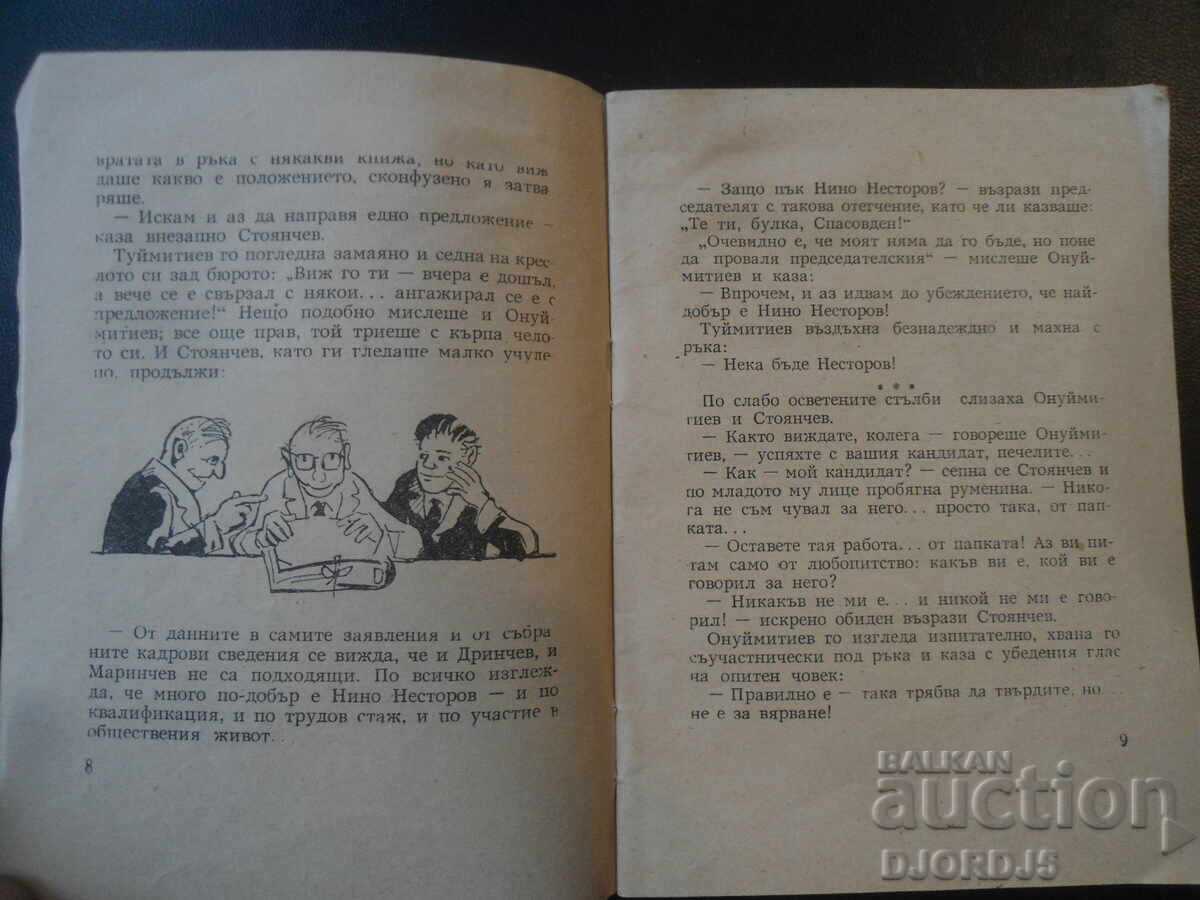 вратата в ръка с някакви книжа, но като виж
даше какво е положението, сконфузено я затва
ряше.
— Искам и аз да направя едно предложение –
каза внезапно Стоянчев.
Туймитиев го погледна замаяно и седна на крес
лото си зад бюрото: „Виж го ти — вчера е дошъл,
а вече се е свързал с някои... ангажирал се е с
предложение!“ Нещо подобно мислеше и Онуй-
митиев; все още прав, той триеше с кърпа чело-
то си. И Стоянчев, като ги гледаше малко учуде
но, продължи:
— От данните в самите заявления и от събра
ните кадрови сведения се вижда, че и Дринчев, и
Маринчев не са подходящи. По всичко изглеж-
да, че много по-добър е Нино Несторов — и по
квалификация, и по трудов стаж, и по участие в
обществения живот...
8
— Защо пък Нино Несторов? — възрази пред-
седателят с такова отегчение, като че ли казваше:
„Те ти, булка, Спасовден!“
„Очевидно е, че моят няма да го бъде, но поне
да проваля председателския“ — мислеше Онуй-
митиев и каза:
— Впрочем, и аз идвам до убеждението, че най-
добър е Нино Несторов!
Туймитиев въздъхна безнадеждно и махна с
ръка:
— Нека бъде Несторов!
* * *
По слабо осветените стълби слизаха Онуйми-
тиев и Стоянчев.
— Както виждате, колега — говореше Онуйми-
тиев, — успяхте с вашия кандидат, печелите...
— Как — мой кандидат? — сепна се Стоянчев и
по младото му лице пробягна руменина. — Нико-
га не съм чувал за него... просто така, от пап-
ката...
— Оставете тая работа... от папката! Аз ви пи-
там само от любопитство: какъв ви е, кой ви е
говорил за него?
— Никакъв не ми е... и никой не ми е гово-
рил! — искрено обиден възрази Стоянчев.
Онуймитиев го изгледа изпитателно, хвана го
съучастнически под ръка и каза с убедения глас
на опитен човек:
— Правилно е — така трябва да твърдите, но...
не е за вярване!
9
BALKAN
auction
DJORDJ5